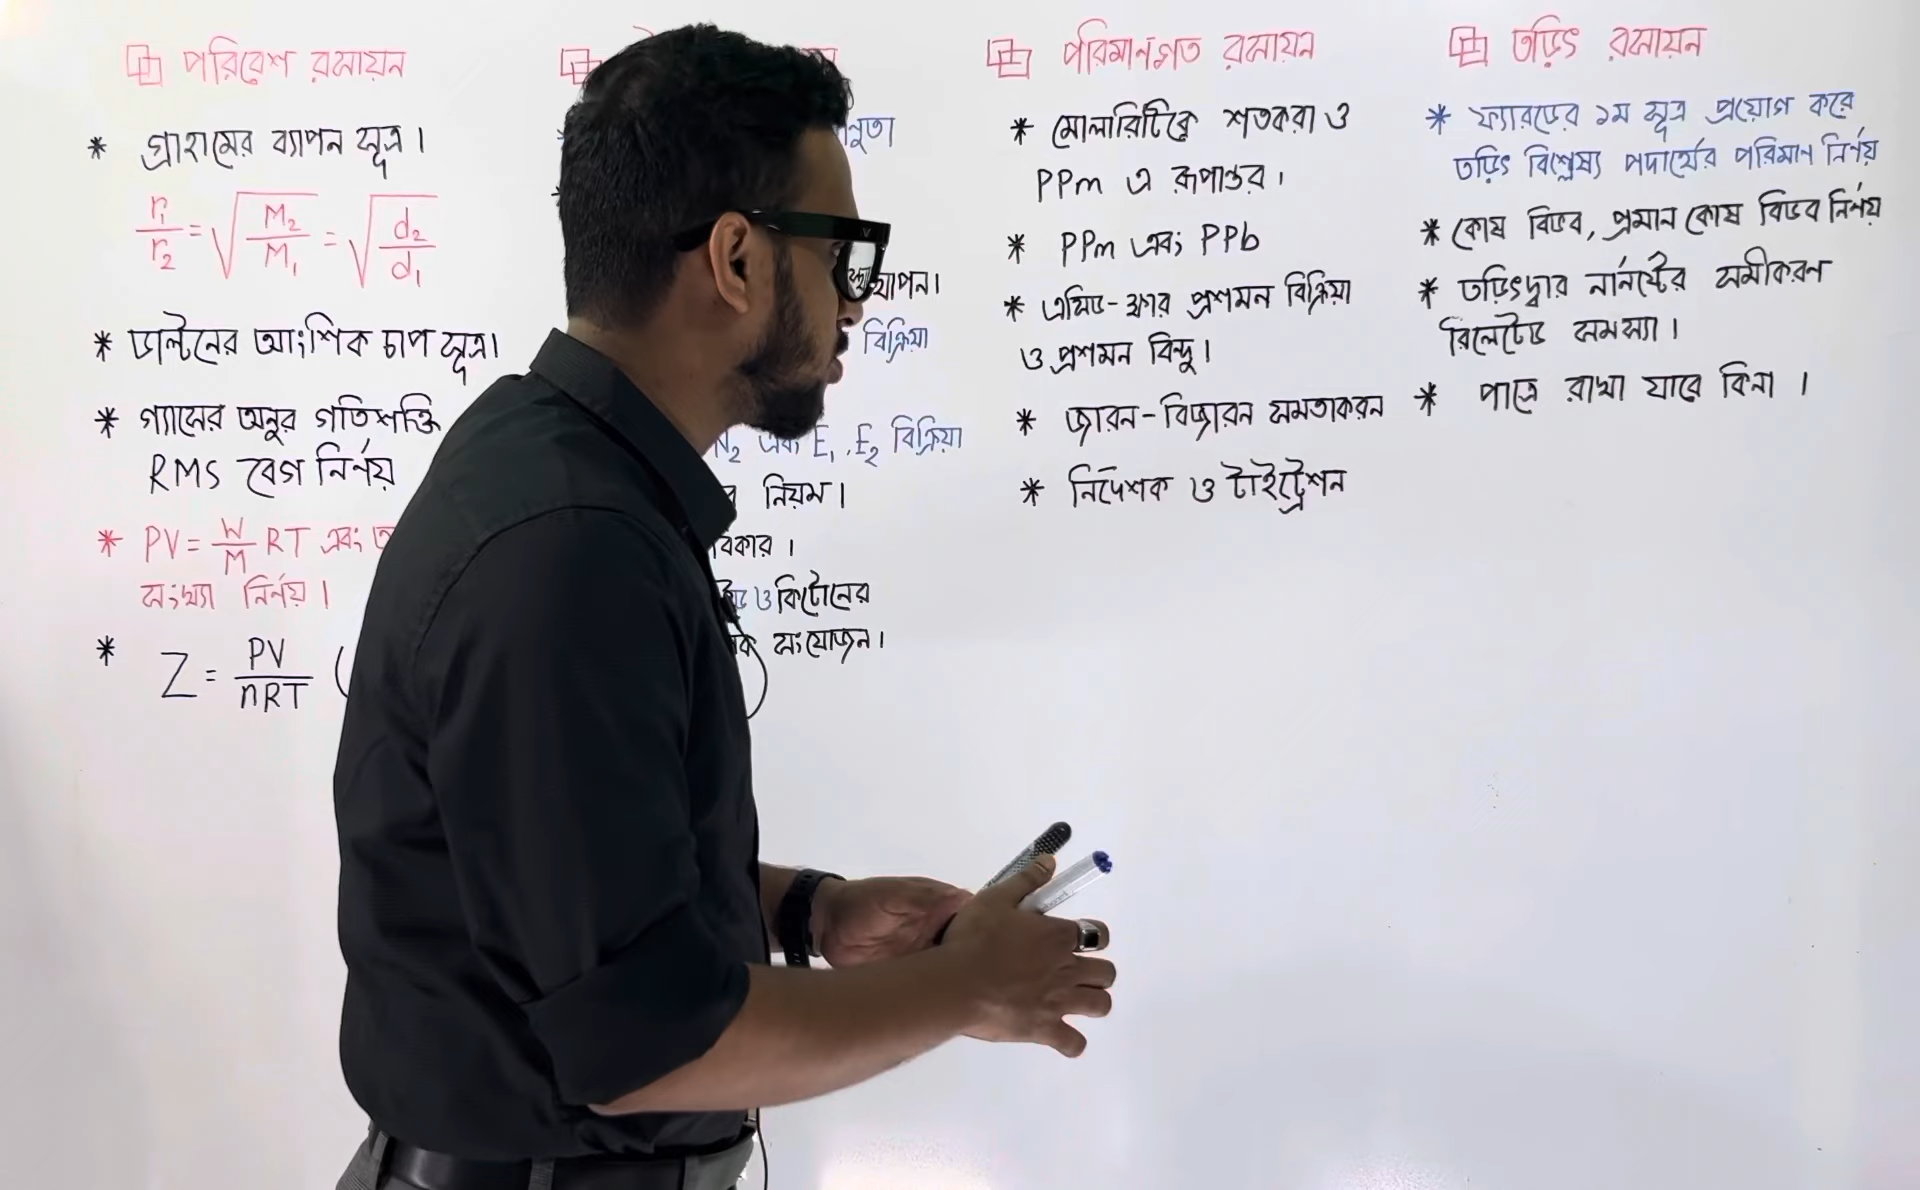 পরিবেশ রসায়ন
* গ্রাহামের ব্যাপন সূত্র।
r₁/r₂ = √(M₂/M₁) = √(d₂/d₁)
* ডাল্টনের আংশিক চাপ সূত্র।
* গ্যাসের অনুর গতিশক্তি
RMS বেগ নির্ণয়
* PV = W/M RT এবং
সংখ্যা নির্ণয়।
* Z = PV/nRT (
বিক্রিয়া
এবং E₁, E₂ বিক্রিয়া
নিয়ম।
ও কিটোনের
সংযোজন।
পরিমানগত রসায়ন
* মোলারিটিকে শতকরা ও
PPm এ রূপান্তর।
* PPm এবং PPb
* এসিড-ক্ষার প্রশমন বিক্রিয়া
ও প্রশমন বিন্দু।
* জারন-বিজারন সমতাকরন
* নির্দেশক ও টাইট্রেশন
তড়িৎ রসায়ন
* ফ্যারাডের ১ম সূত্র প্রয়োগ করে
তড়িৎ বিশ্লেষ্য পদার্থের পরিমান নির্ণয়
* কোষ বিভব, প্রমান কোষ বিভব নির্ণয়
* তড়িৎদ্বার নার্নস্টের সমীকরণ
রিলেটেড সমস্যা।
* পাত্রে রাখা যাবে কিনা।